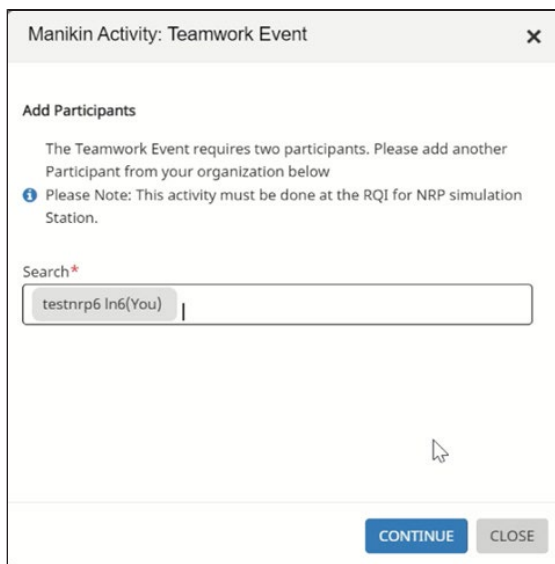 Manikin Activity: Teamwork Event
Add Participants
The Teamwork Event requires two participants. Please add another
Participant from your organization below
Please Note: This activity must be done at the RQI for NRP simulation
Station.
Search*
testnrp6 ln6(You)
CONTINUE CLOSE